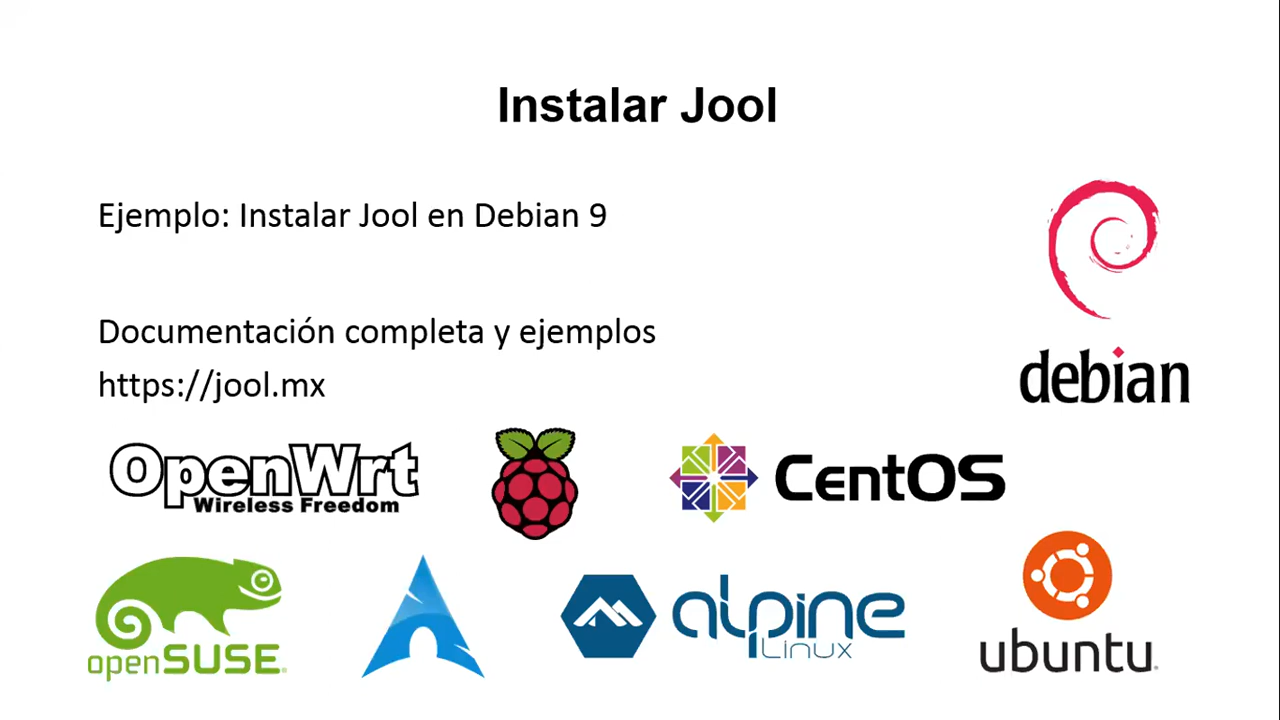 Instalar Jool
Ejemplo: Instalar Jool en Debian 9
Documentación completa y ejemplos
https://jool.mx
debian
OpenWrt
Wireless Freedom
CentOS
openSUSE
alpine
Linux
ubuntu